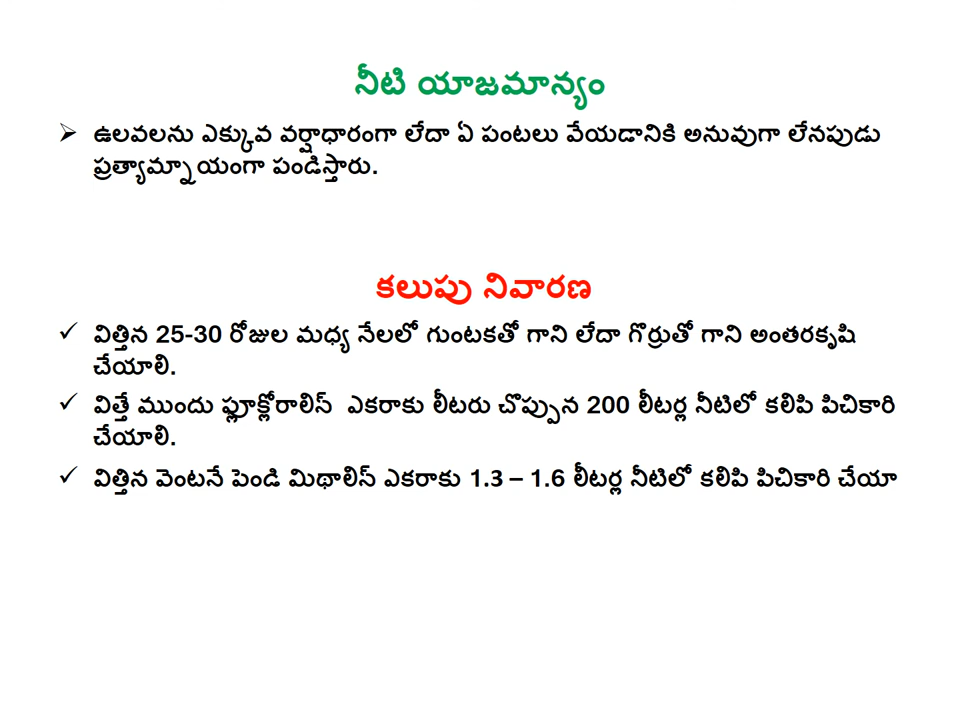 నీటి యాజమాన్యం
➢ ఉలవలను ఎక్కువ వర్షాధారంగా లేదా ఏ పంటలు వేయడానికి అనువుగా లేనపుడు
ప్రత్యామ్నాయంగా పండిస్తారు.
కలుపు నివారణ
✓ విత్తిన 25-30 రోజుల మధ్య నేలలో గుంటకతో గాని లేదా గొర్రుతో గాని అంతరకృషి
చేయాలి.
✓ విత్తే ముందు ఫ్లూక్లోరాలిన్ ఎకరాకు లీటరు చొప్పున 200 లీటర్ల నీటిలో కలిపి పిచికారి
చేయాలి.
✓ విత్తిన వెంటనే పెండి మిథాలిన్ ఎకరాకు 1.3 – 1.6 లీటర్ల నీటిలో కలిపి పిచికారి చేయా